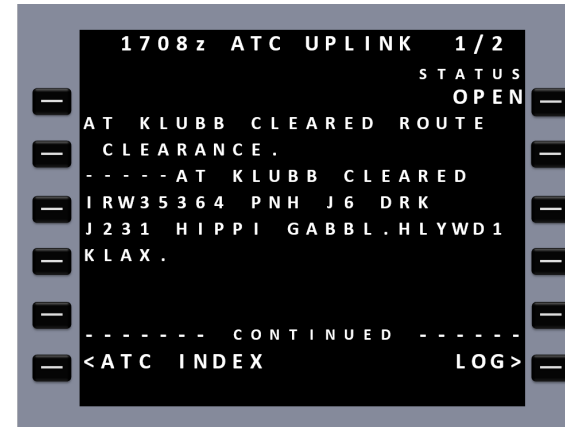 1708z ATC UPLINK 1/2
STATUS
OPEN
AT KLUBB CLEARED ROUTE
CLEARANCE.
-----AT KLUBB CLEARED
IRW35364 PNH J6 DRK
J231 HIPPI GABBL.HLYWD1
KLAX.
------- CONTINUED ------
<ATC INDEX LOG>